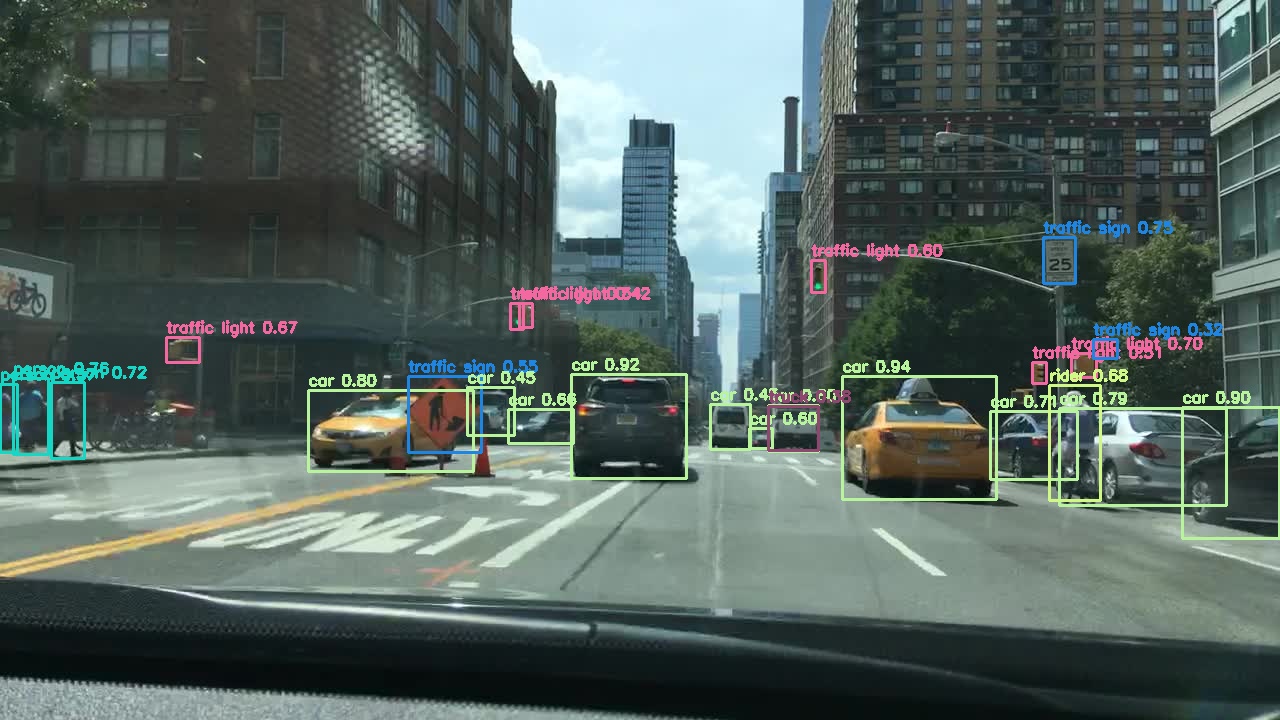 traffic sign 0.75
traffic light 0.60
25
traffic light 0.67
traffic sign 0.32
traffic light 0.70
0.72
car 0.80
traffic sign 0.55
car 0.45
car 0.92
car 0.94
rider 0.68
car 0.66
car 0.60
car 0.71
0.79
car 0.90
ONLY